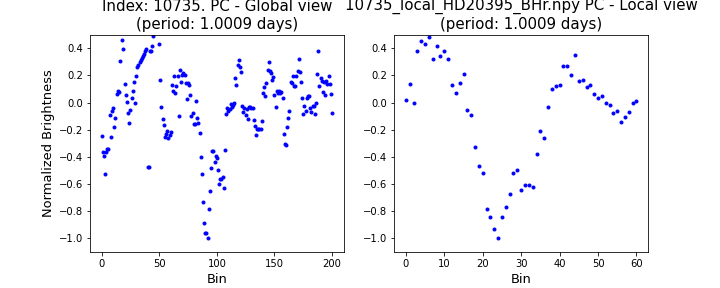 Index: 10735. PC - Global view
(period: 1.0009 days)
10735_local_HD20395_BHr.npy PC - Local view
(period: 1.0009 days)
Normalized Brightness
0.4
0.2
0.0
−0.2
−0.4
−0.6
−0.8
−1.0
0 50 100 150 200
Bin
0.4
0.2
0.0
−0.2
−0.4
−0.6
−0.8
−1.0
0 10 20 30 40 50 60
Bin